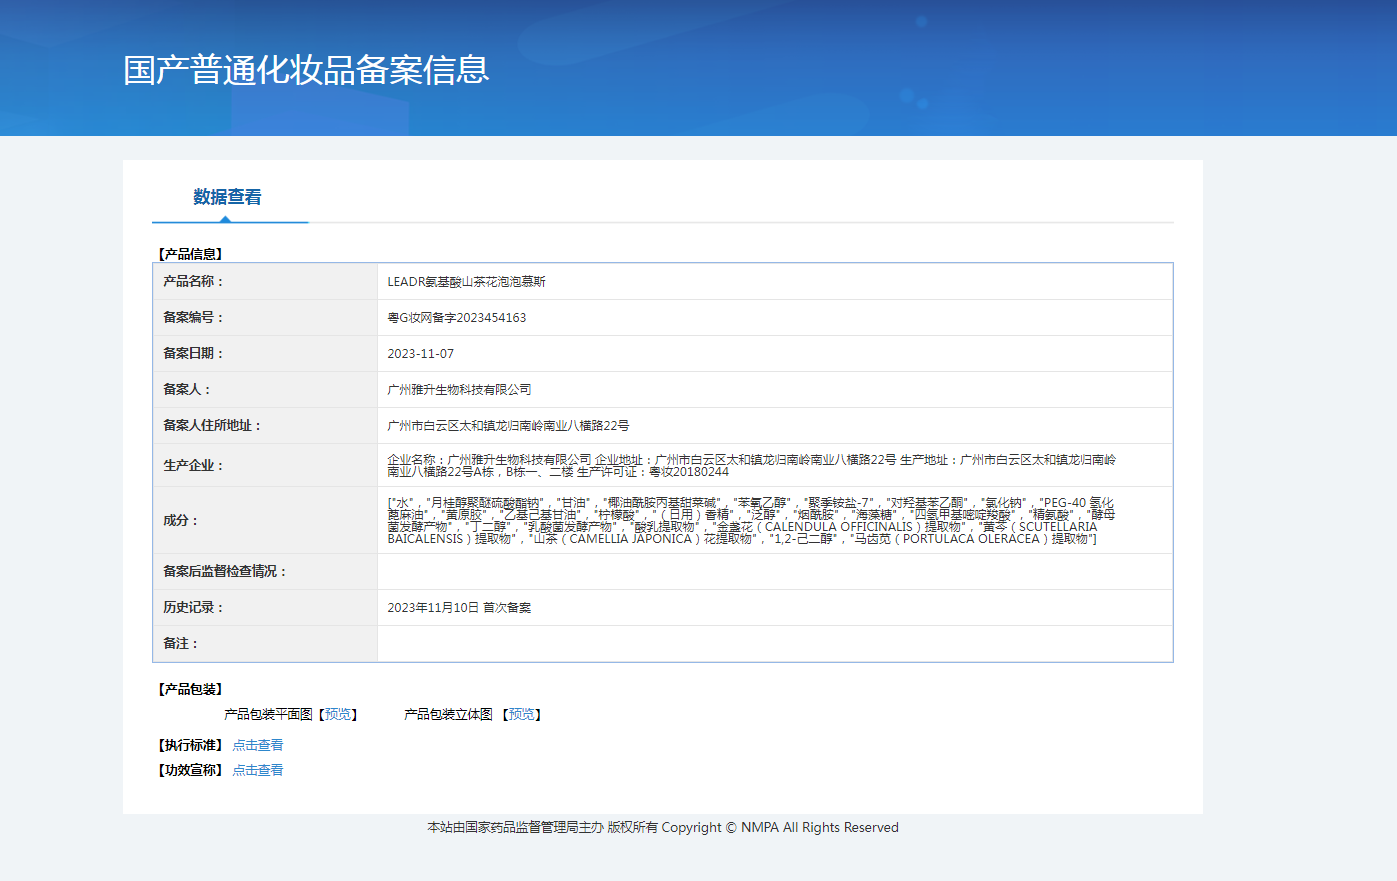 国产普通化妆品备案信息
数据查看
【产品信息】
产品名称： LEADR氨基酸山茶花泡泡慕斯
备案编号： 粤G妆网备字2023454163
备案日期： 2023-11-07
备案人： 广州雅升生物科技有限公司
备案人住所地址： 广州市白云区太和镇龙归南岭南业八横路22号
生产企业： 企业名称：广州雅升生物科技有限公司 企业地址：广州市白云区太和镇龙归南岭南业八横路22号 生产地址：广州市白云区太和镇龙归南岭
南业八横路22号A栋，B栋一、二楼 生产许可证：粤妆20180244
成分： ["水"，"月桂醇聚醚硫酸酯钠"，"甘油"，"椰油酰胺丙基甜菜碱"，"苯氧乙醇"，"聚季铵盐-7"，"对羟基苯乙酮"，"氯化钠"，"PEG-40 氢化
蓖麻油"，"黄原胶"，"乙基己基甘油"，"柠檬酸"，"（日用）香精"，"泛醇"，"烟酰胺"，"海藻糖"，"四氢甲基嘧啶羧酸"，"精氨酸"，"酵母
菌发酵产物"，"丁二醇"，"乳酸菌发酵产物"，"酸乳提取物"，"金盏花（CALENDULA OFFICINALIS）提取物"，"黄芩（SCUTELLARIA
BAICALENSIS）提取物"，"山茶（CAMELLIA JAPONICA）花提取物"，"1,2-己二醇"，"马齿苋（PORTULACA OLERACEA）提取物"]
备案后监督检查情况：
历史记录： 2023年11月10日 首次备案
备注：
【产品包装】
产品包装平面图【预览】 产品包装立体图 【预览】
【执行标准】 点击查看
【功效宣称】 点击查看
本站由国家药品监督管理局主办 版权所有 Copyright © NMPA All Rights Reserved